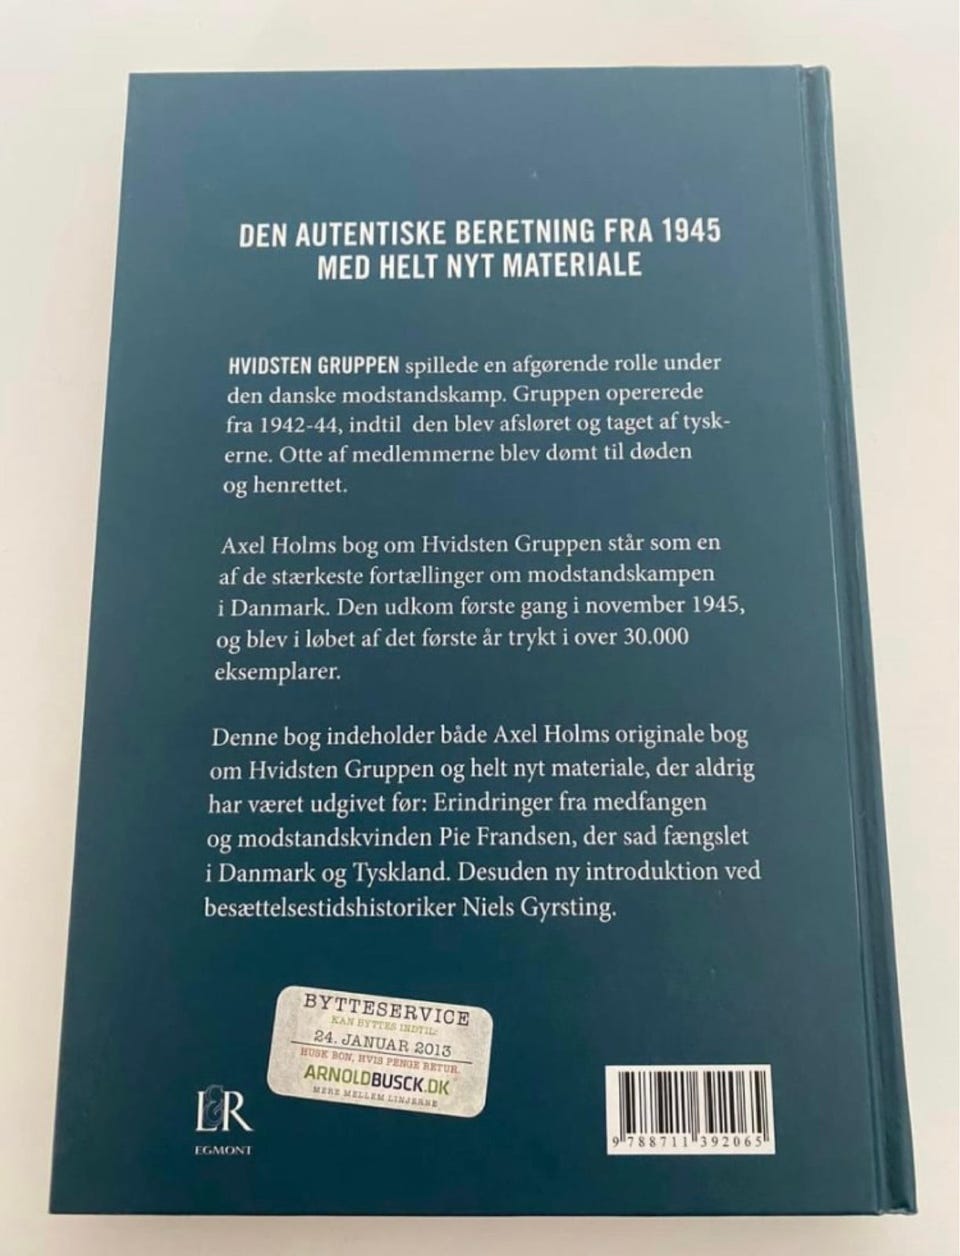 DEN AUTENTISKE BERETNING FRA 1945
MED HELT NYT MATERIALE
HVIDSTEN GRUPPEN spillede en afgørende rolle under
den danske modstandskamp. Gruppen opererede
fra 1942-44, indtil den blev afsløret og taget af tysk-
erne. Otte af medlemmerne blev dømt til døden
og henrettet.
Axel Holms bog om Hvidsten Gruppen står som en
af de stærkeste fortællinger om modstandskampen
i Danmark. Den udkom første gang i november 1945,
og blev i løbet af det første år trykt i over 30.000
eksemplarer.
Denne bog indeholder både Axel Holms originale bog
om Hvidsten Gruppen og helt nyt materiale, der aldrig
har været udgivet før: Erindringer fra medfangen
og modstandskvinden Pie Frandsen, der sad fængslet
i Danmark og Tyskland. Desuden ny introduktion ved
besættelsestidshistoriker Niels Gyrsting.
BYTTESERVICE
KAN BYTTES INDTIL:
24. JANUAR 2013
HUSK BON, HVIS PENGE RETUR.
ARNOLDBUSCK.DK
MERE MELLEM LINJERNE
L&R
EGMONT
9 788711 392065